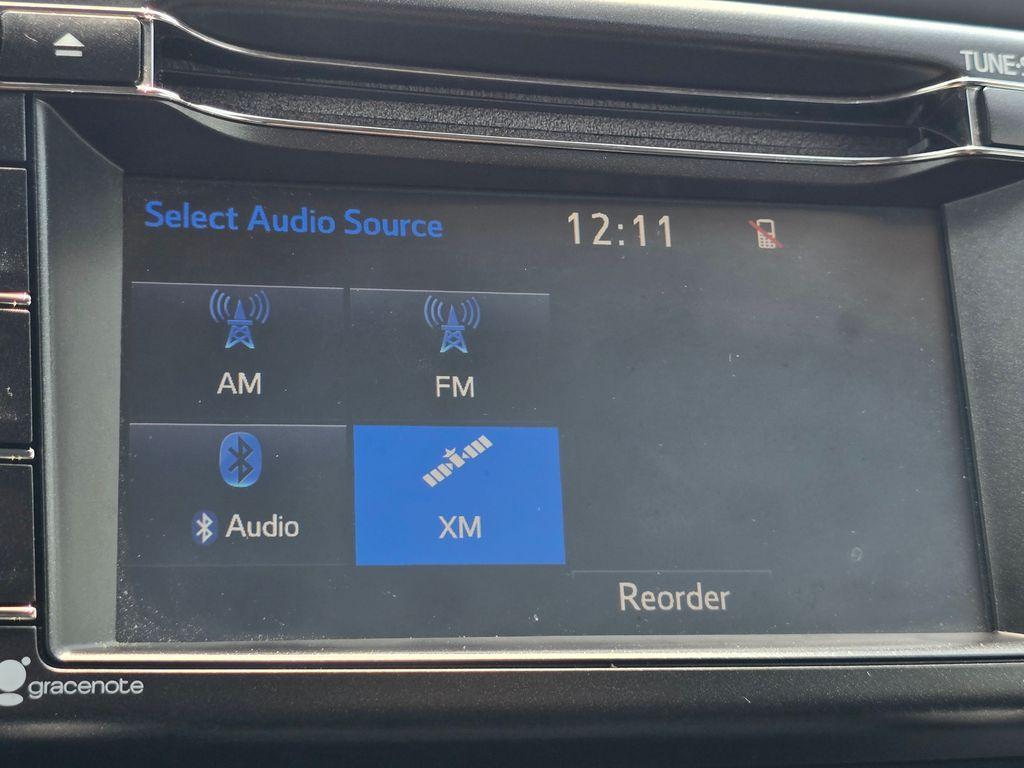 TUNE
Select Audio Source
12:11
AM
FM
Audio
XM
Reorder
gracenote